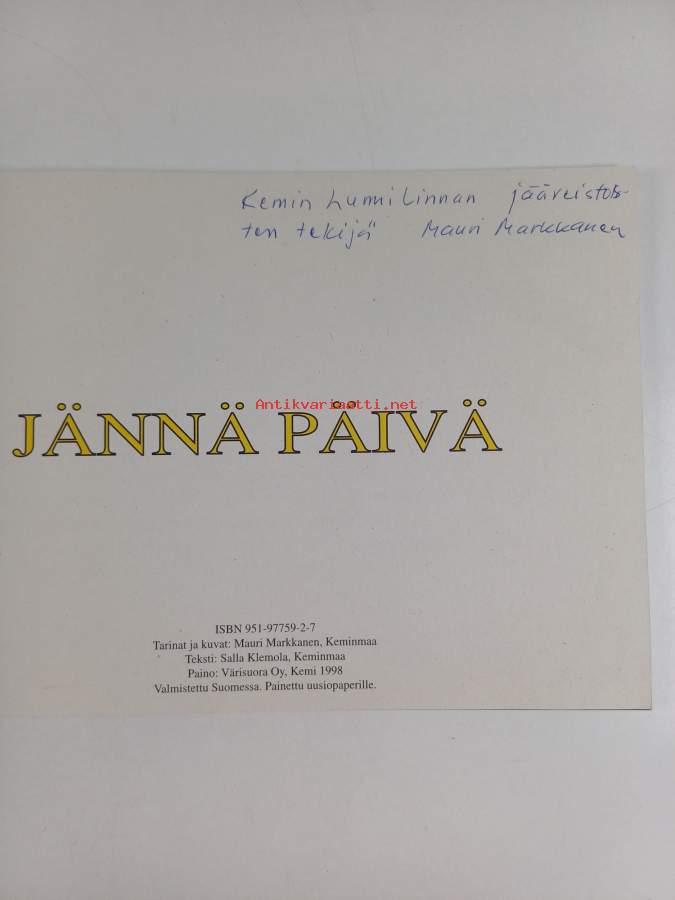 Kemin Lumilinnan jääveistos-
ten tekijä Mauri Markkanen
Antikvariaatti.net
JÄNNÄ PÄIVÄ
ISBN 951-97759-2-7
Tarinat ja kuvat: Mauri Markkanen, Keminmaa
Teksti: Salla Klemola, Keminmaa
Paino: Värisuora Oy, Kemi 1998
Valmistettu Suomessa. Painettu uusiopaperille.